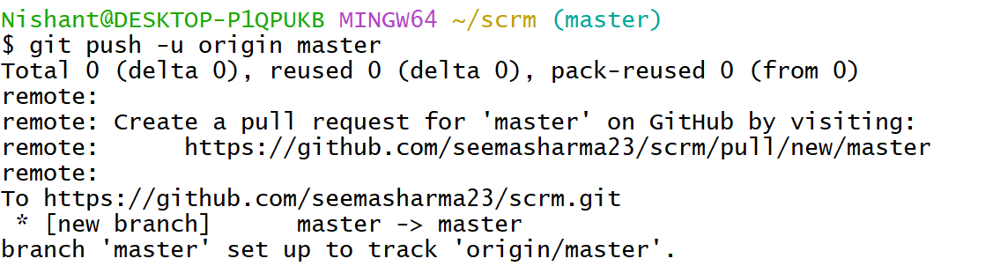 Nishant@DESKTOP-P1QPUKB MINGW64 ~/scrm (master)
$ git push -u origin master
Total 0 (delta 0), reused 0 (delta 0), pack-reused 0 (from 0)
remote:
remote: Create a pull request for 'master' on GitHub by visiting:
remote:      https://github.com/seemasharma23/scrm/pull/new/master
remote:
To https://github.com/seemasharma23/scrm.git
 * [new branch]      master -> master
branch 'master' set up to track 'origin/master'.